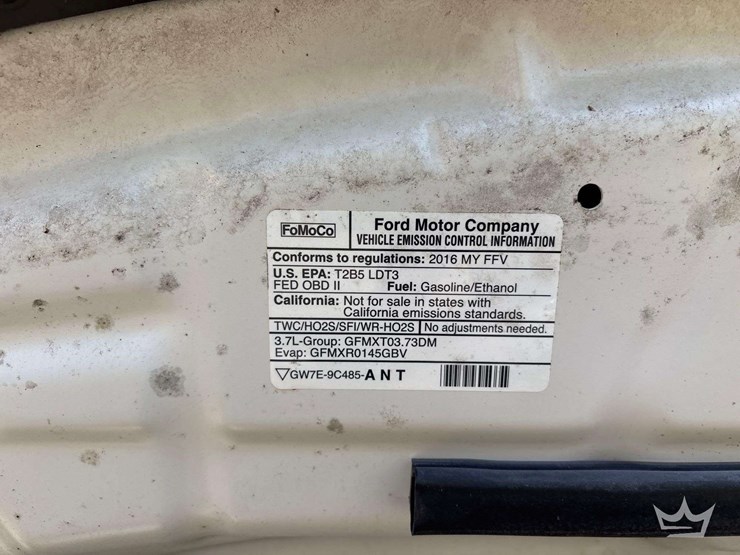 FoMoCo
Ford Motor Company
VEHICLE EMISSION CONTROL INFORMATION
Conforms to regulations: 2016 MY FFV
U.S. EPA: T2B5 LDT3
FED OBD II Fuel: Gasoline/Ethanol
California: Not for sale in states with
California emissions standards.
TWC/HO2S/SFI/WR-HO2S No adjustments needed.
3.7L-Group: GFMXT03.73DM
Evap: GFMXR0145GBV
GW7E-9C485-A N T